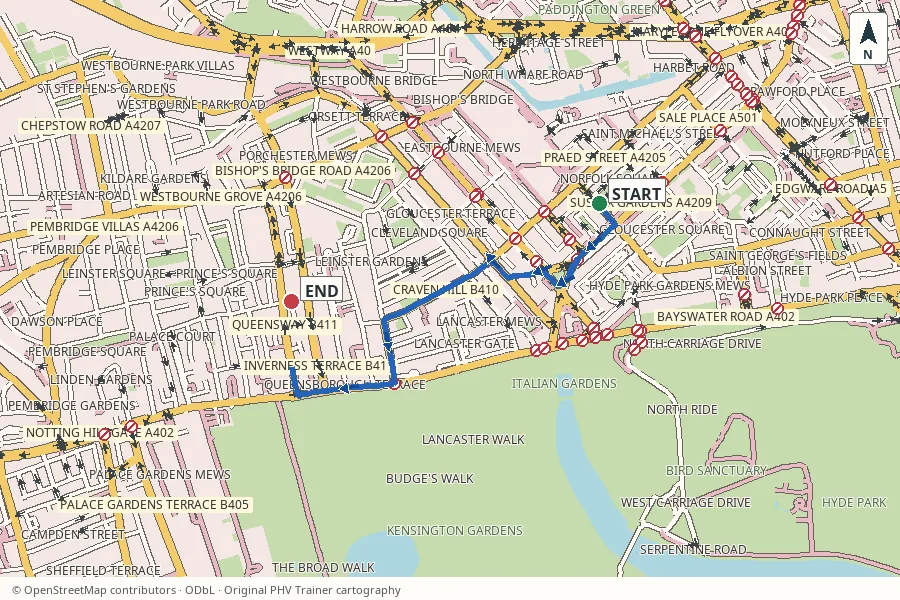 PADDINGTON GREEN
HARROW ROAD A404
MARYLEBONE FLYOVER A40
HERMITAGE STREET
WESTWAY A40
N
WESTBOURNE PARK VILLAS
HARBET ROAD
NORTH WHARF ROAD
WESTBOURNE BRIDGE
ST STEPHEN'S GARDENS
CRAWFORD PLACE
BISHOP'S BRIDGE
WESTBOURNE PARK ROAD
ORSETT TERRACE
SALE PLACE A501
MOLYNEUX STREET
CHEPSTOW ROAD A4207
SAINT MICHAEL'S STREET
EASTBOURNE MEWS
NUTFORD PLACE
PORCHESTER MEWS
PRAED STREET A4205
BISHOP'S BRIDGE ROAD A4206
KILDARE GARDENS
NORFOLK SQUARE
EDGWARE ROAD A5
START
ARTESIAN ROAD
WESTBOURNE GROVE A4206
SUSSEX GARDENS A4209
GLOUCESTER TERRACE
PEMBRIDGE VILLAS A4206
GLOUCESTER SQUARE
CLEVELAND SQUARE
CONNAUGHT STREET
PEMBRIDGE PLACE
SAINT GEORGE'S FIELDS
LEINSTER GARDENS
ALBION STREET
LEINSTER SQUARE
PRINCE'S SQUARE
HYDE PARK GARDENS MEWS
CRAVEN HILL B410
END
PRINCE'S SQUARE
HYDE PARK PLACE
BAYSWATER ROAD A402
DAWSON PLACE
QUEENSWAY B411
LANCASTER MEWS
PALACE COURT
LANCASTER GATE
NORTH CARRIAGE DRIVE
PEMBRIDGE SQUARE
INVERNESS TERRACE B41
LINDEN GARDENS
QUEENSBOROUGH TERRACE
ITALIAN GARDENS
PEMBRIDGE GARDENS
NORTH RIDE
NOTTING HILL GATE A402
LANCASTER WALK
BIRD SANCTUARY
PALACE GARDENS MEWS
BUDGE'S WALK
PALACE GARDENS TERRACE B405
WEST CARRIAGE DRIVE
HYDE PARK
CAMPDEN STREET
KENSINGTON GARDENS
SERPENTINE ROAD
SHEFFIELD TERRACE
THE BROAD WALK
© OpenStreetMap contributors · ODbL · Original PHV Trainer cartography